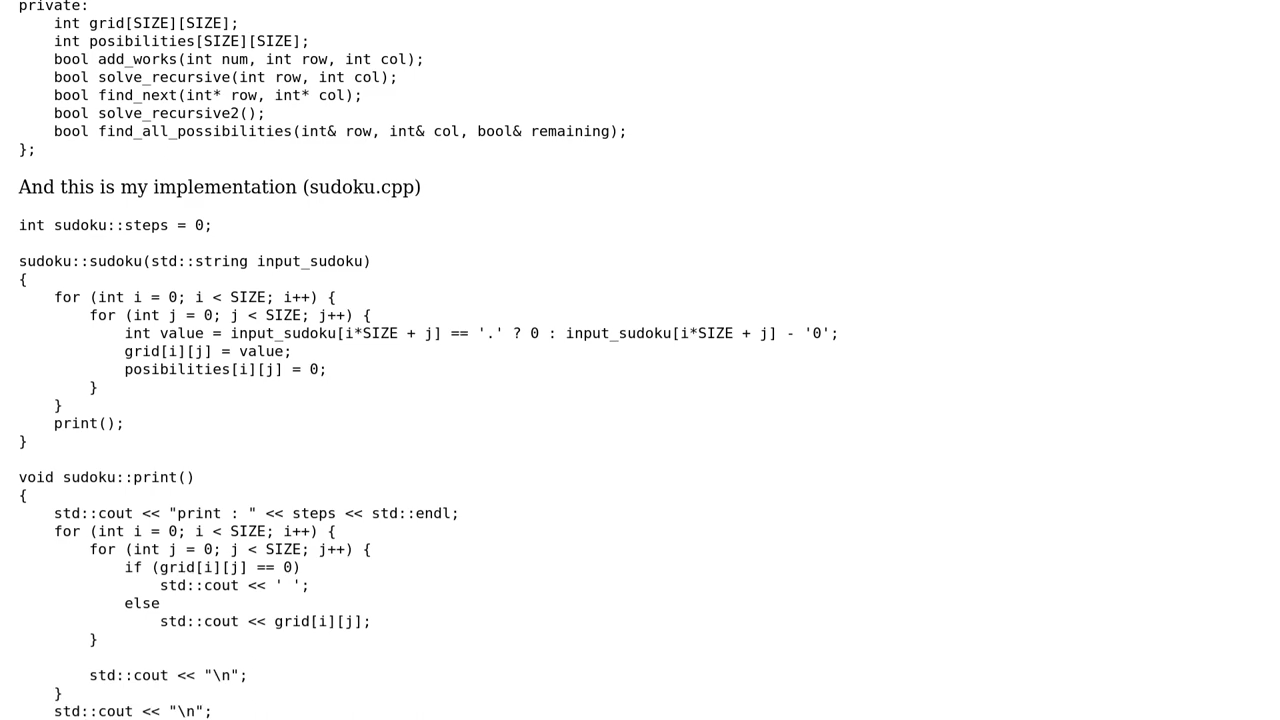 private:
    int grid[SIZE][SIZE];
    int posibilities[SIZE][SIZE];
    bool add_works(int num, int row, int col);
    bool solve_recursive(int row, int col);
    bool find_next(int* row, int* col);
    bool solve_recursive2();
    bool find_all_possibilities(int& row, int& col, bool& remaining);
};
And this is my implementation (sudoku.cpp)
int sudoku::steps = 0;
sudoku::sudoku(std::string input_sudoku)
{
    for (int i = 0; i < SIZE; i++) {
        for (int j = 0; j < SIZE; j++) {
            int value = input_sudoku[i*SIZE + j] == '.' ? 0 : input_sudoku[i*SIZE + j] - '0';
            grid[i][j] = value;
            posibilities[i][j] = 0;
        }
    }
    print();
}
void sudoku::print()
{
    std::cout << "print : " << steps << std::endl;
    for (int i = 0; i < SIZE; i++) {
        for (int j = 0; j < SIZE; j++) {
            if (grid[i][j] == 0)
                std::cout << ' ';
            else
                std::cout << grid[i][j];
        }
        std::cout << "\n";
    }
    std::cout << "\n";